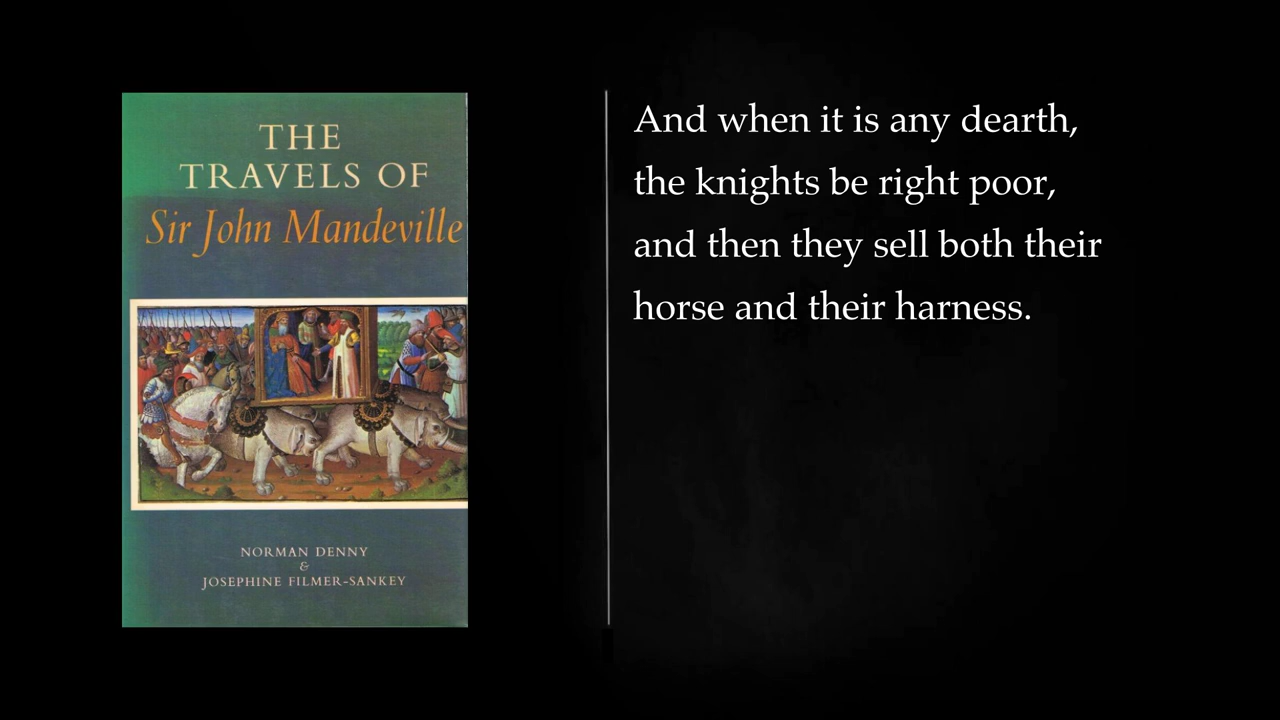 THE
TRAVELS OF
Sir John Mandeville
NORMAN DENNY
&
JOSEPHINE FILMER-SANKEY
And when it is any dearth,
the knights be right poor,
and then they sell both their
horse and their harness.